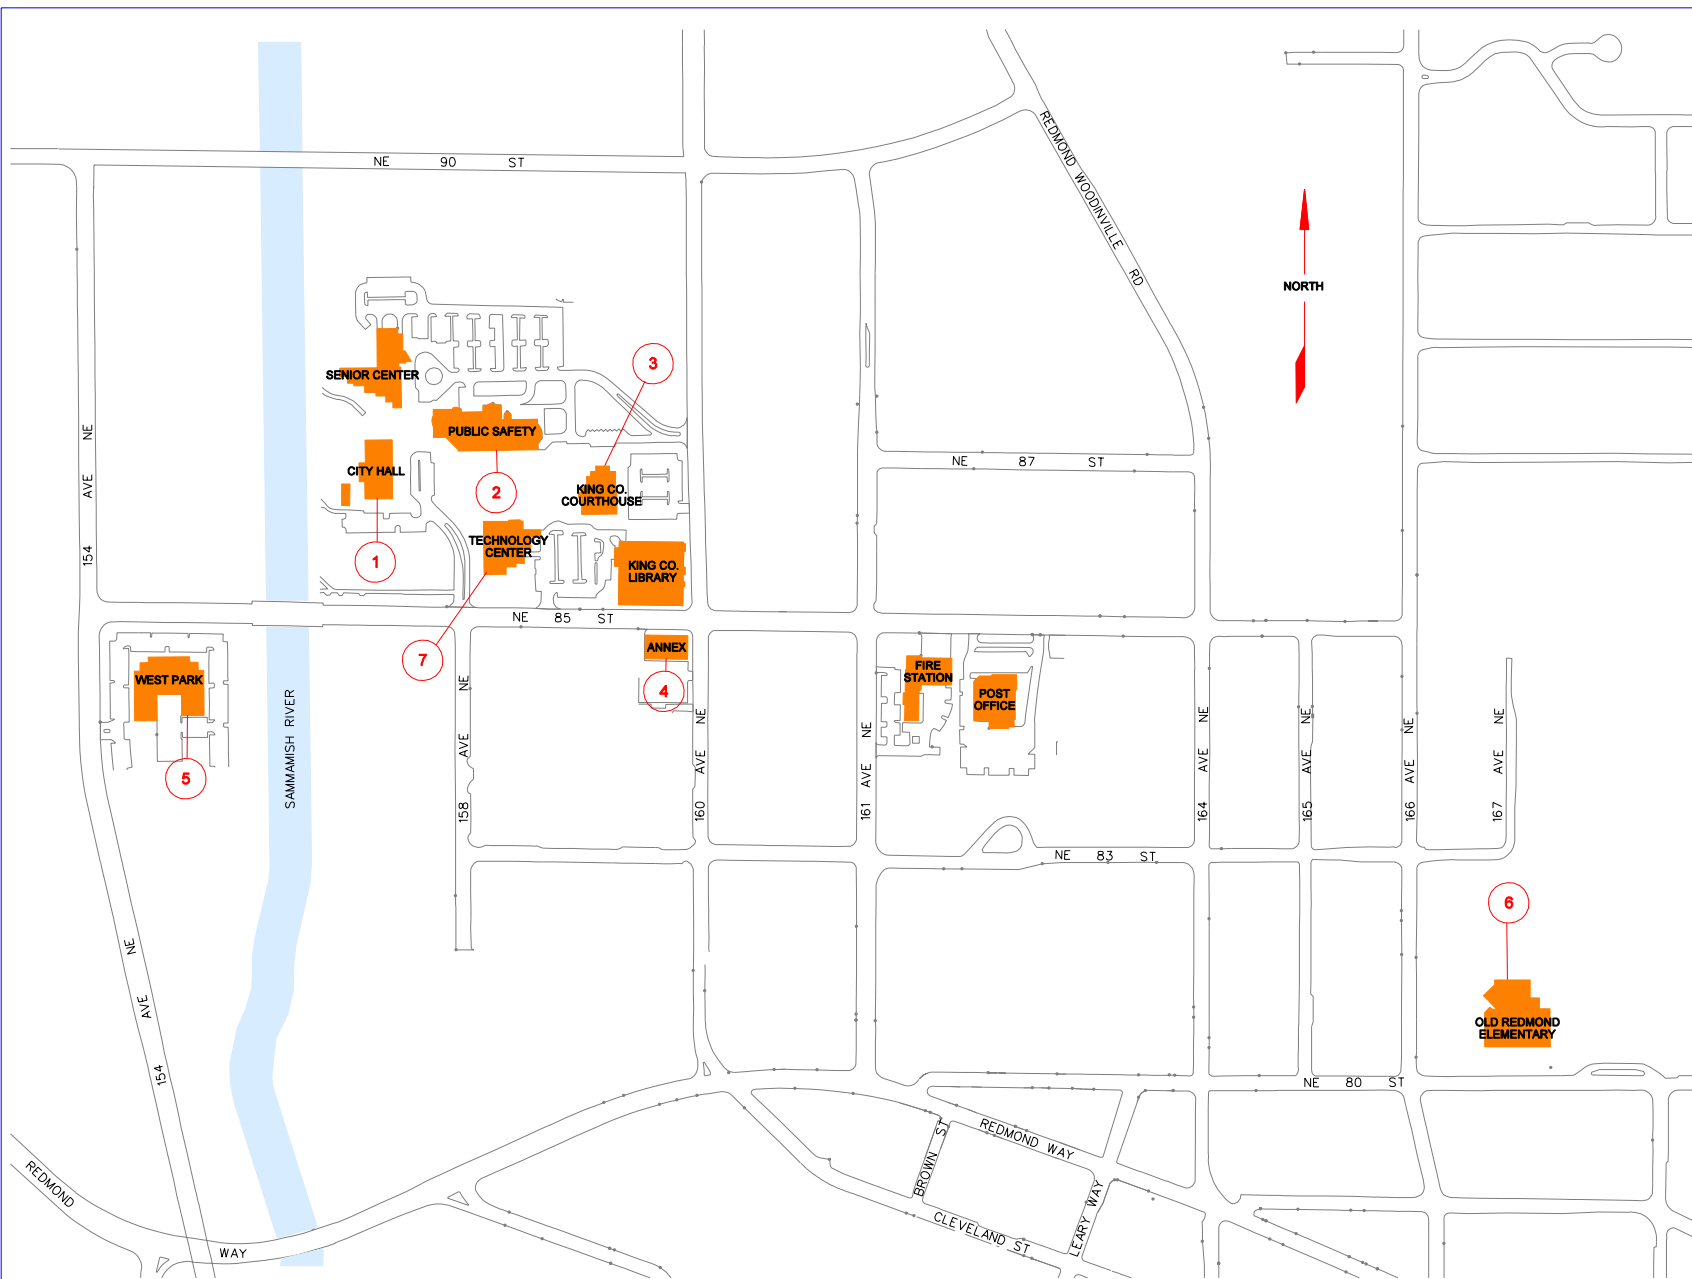 NE 90 ST
REDMOND WOODINVILLE RD
NORTH
3
SENIOR CENTER
PUBLIC SAFETY
NE 87 ST
CITY HALL
2
KING CO.
COURTHOUSE
154 AVE NE
1
TECHNOLOGY
CENTER
KING CO.
LIBRARY
NE 85 ST
7
ANNEX
4
WEST PARK
5
SAMMAMISH RIVER
FIRE
STATION
POST
OFFICE
158 AVE NE
160 AVE NE
161 AVE NE
164 AVE NE
165 AVE NE
166 AVE NE
167 AVE NE
NE 83 ST
6
OLD REDMOND
ELEMENTARY
154 AVE NE
NE 80 ST
REDMOND WAY
BROWN ST
LEARY WAY
CLEVELAND ST
REDMOND WAY